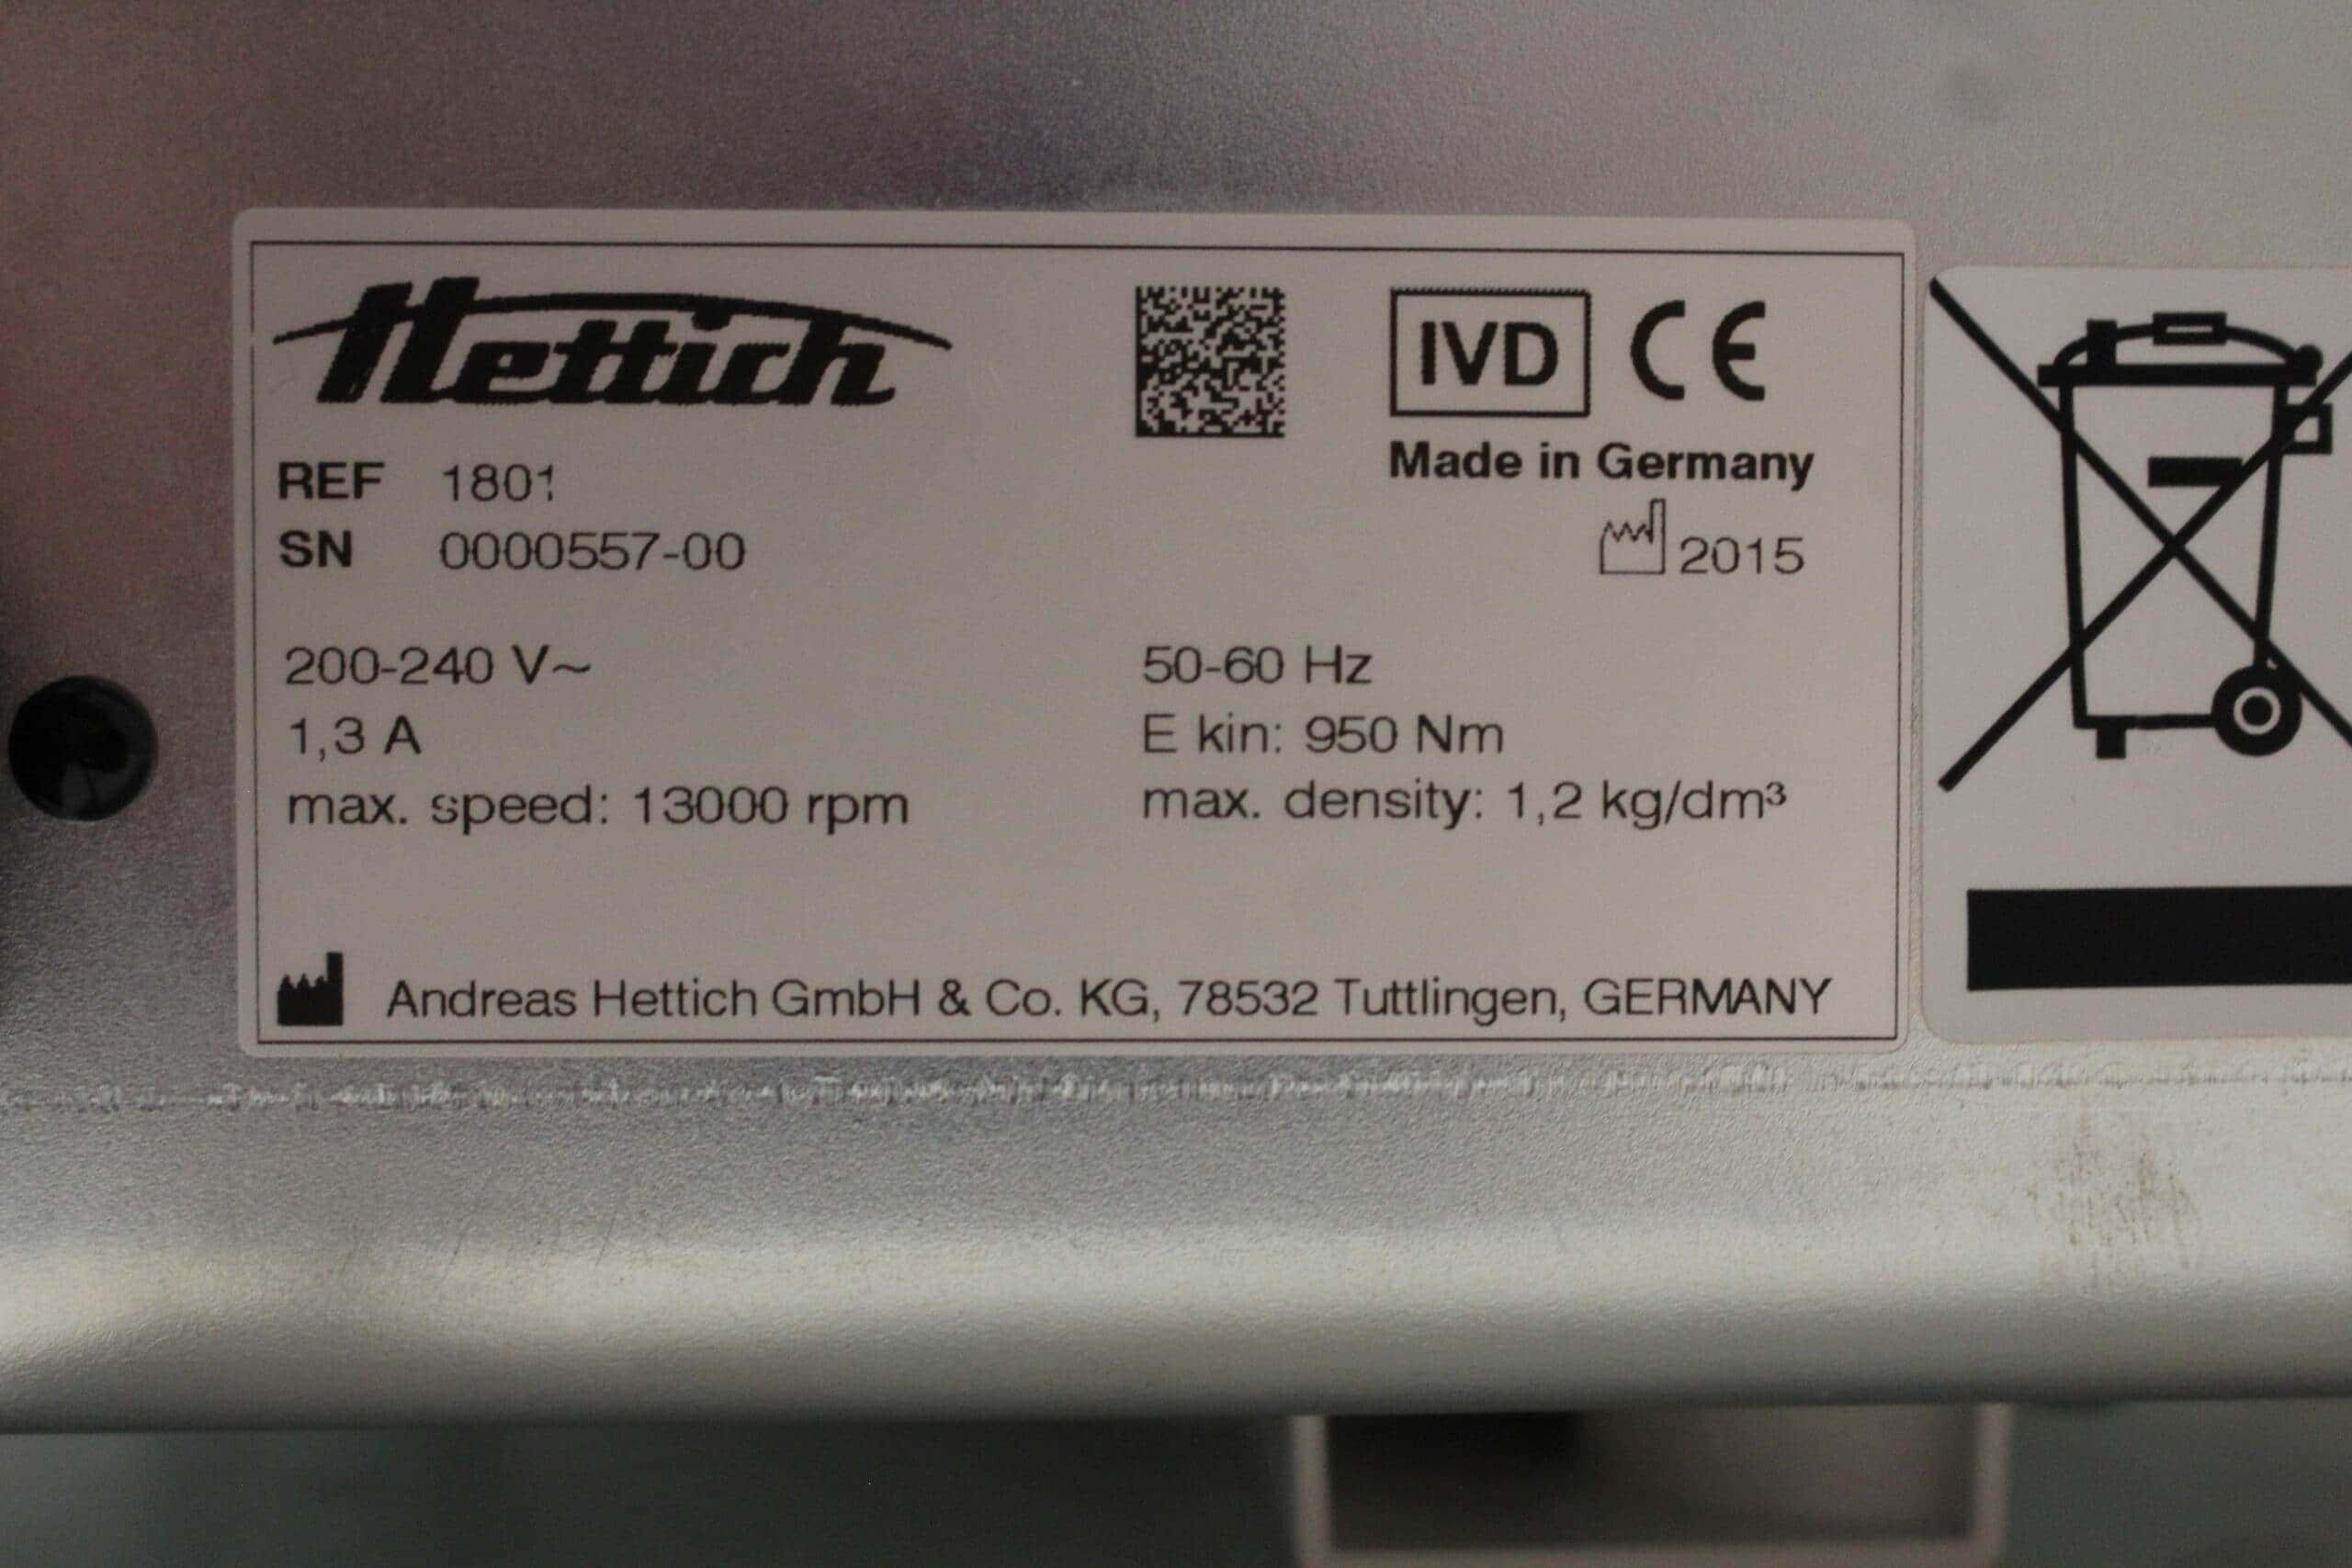 Hettich
IVD CE
Made in Germany
REF 1801
SN 0000557-00
2015
200-240 V~
50-60 Hz
1,3 A
E kin: 950 Nm
max. speed: 13000 rpm
max. density: 1,2 kg/dm³
Andreas Hettich GmbH & Co. KG, 78532 Tuttlingen, GERMANY